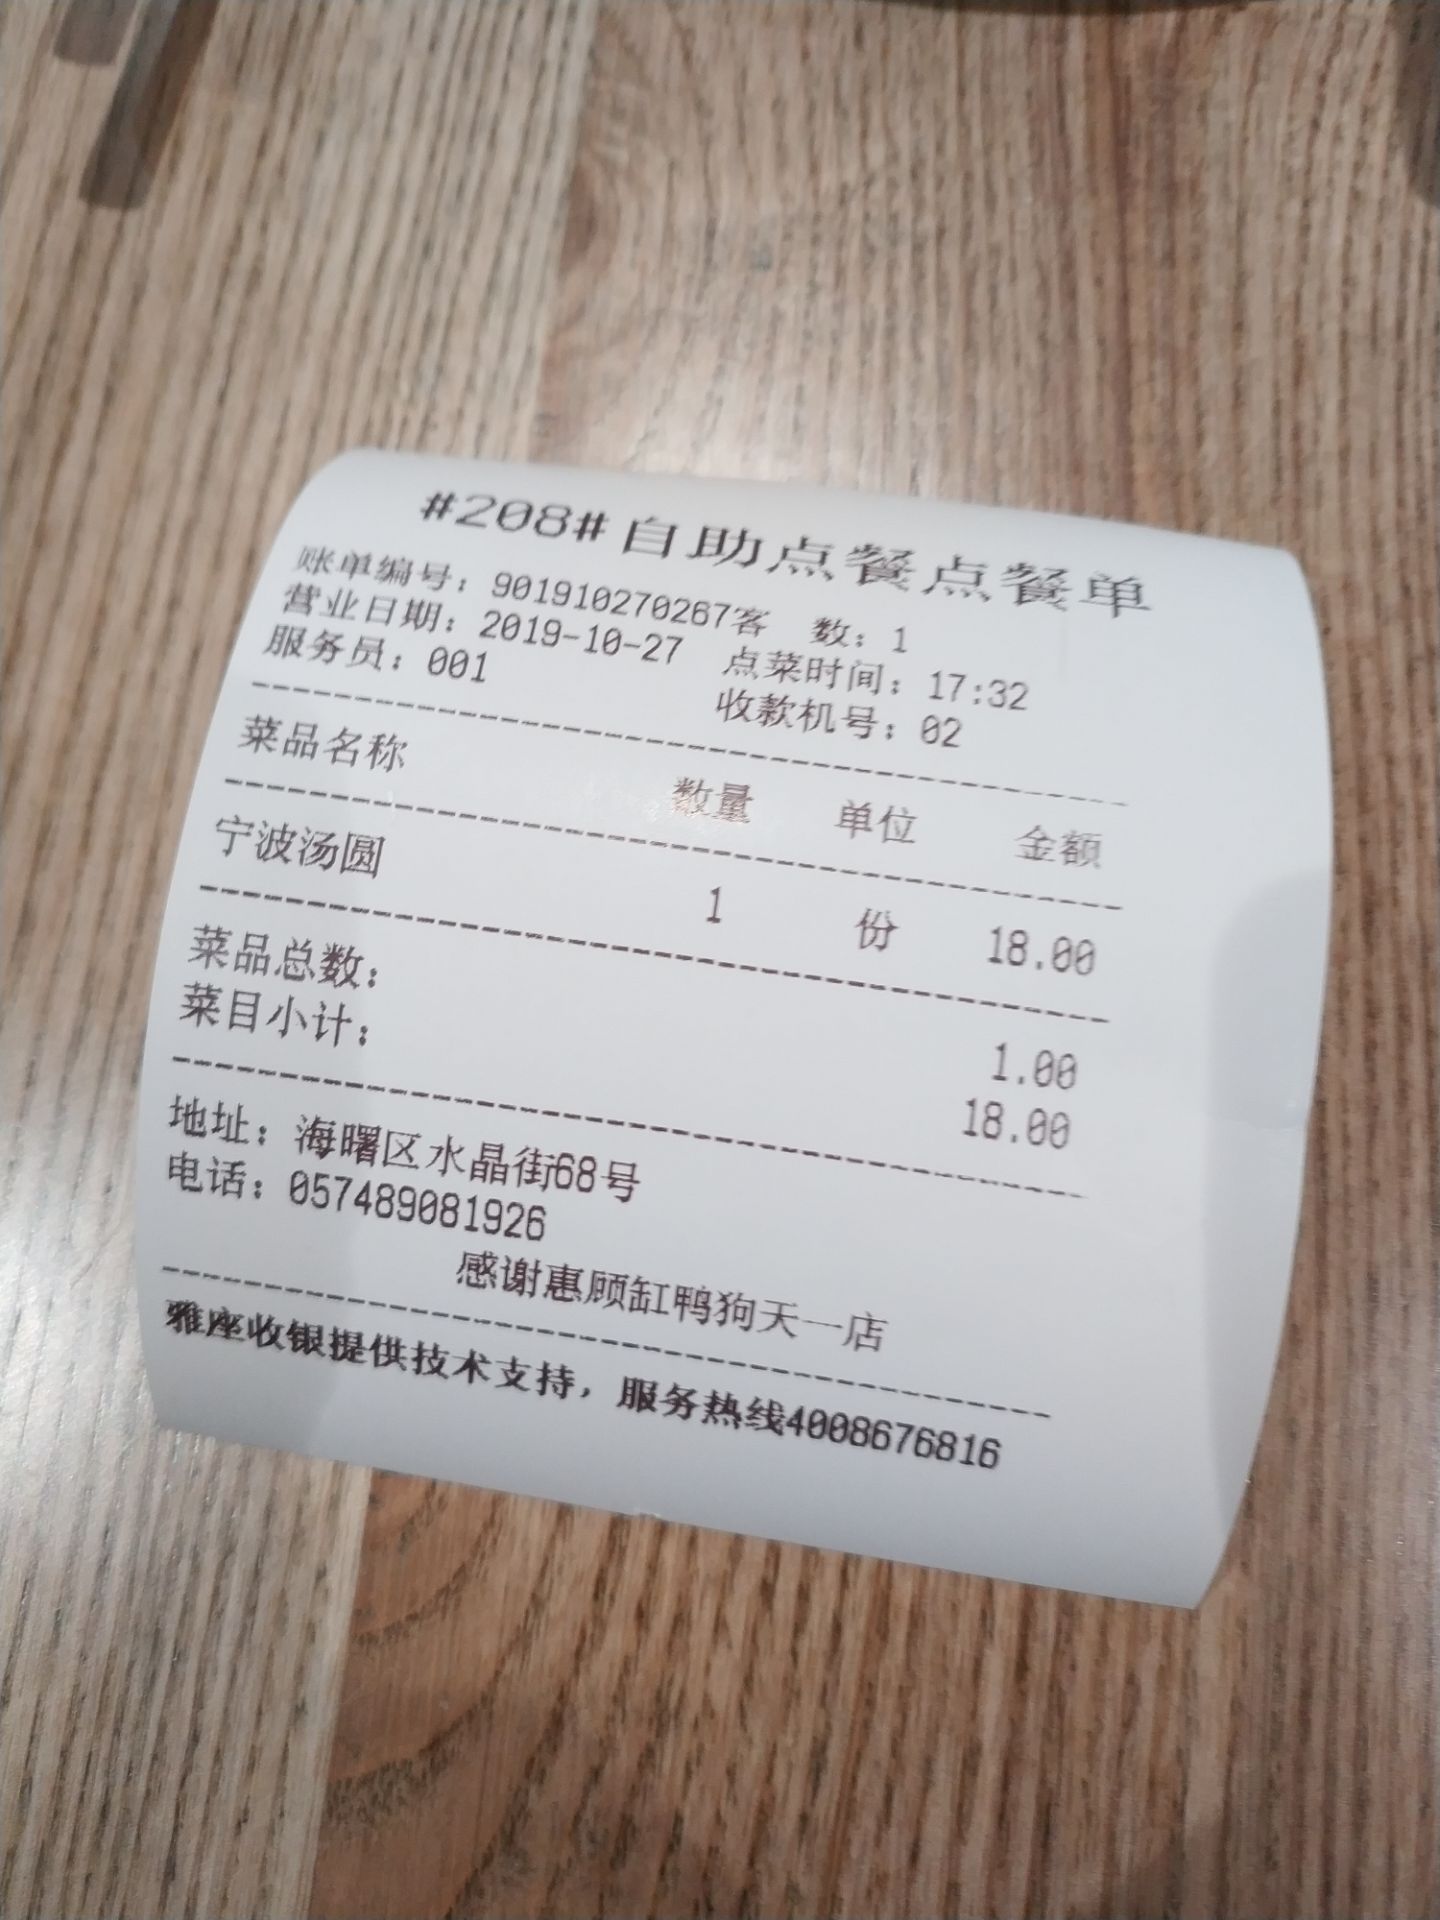 #208#自助点餐点餐单
账单编号：901910270267客 数：1
营业日期：2019-10-27 点菜时间：17:32
服务员：001 收款机号：02
菜品名称 数量 单位 金额
宁波汤圆 1 份 18.00
菜品总数： 1.00
菜目小计： 18.00
地址：海曙区水晶街68号
电话：057489081926
感谢惠顾缸鸭狗天一店
雅座收银提供技术支持，服务热线4008676816